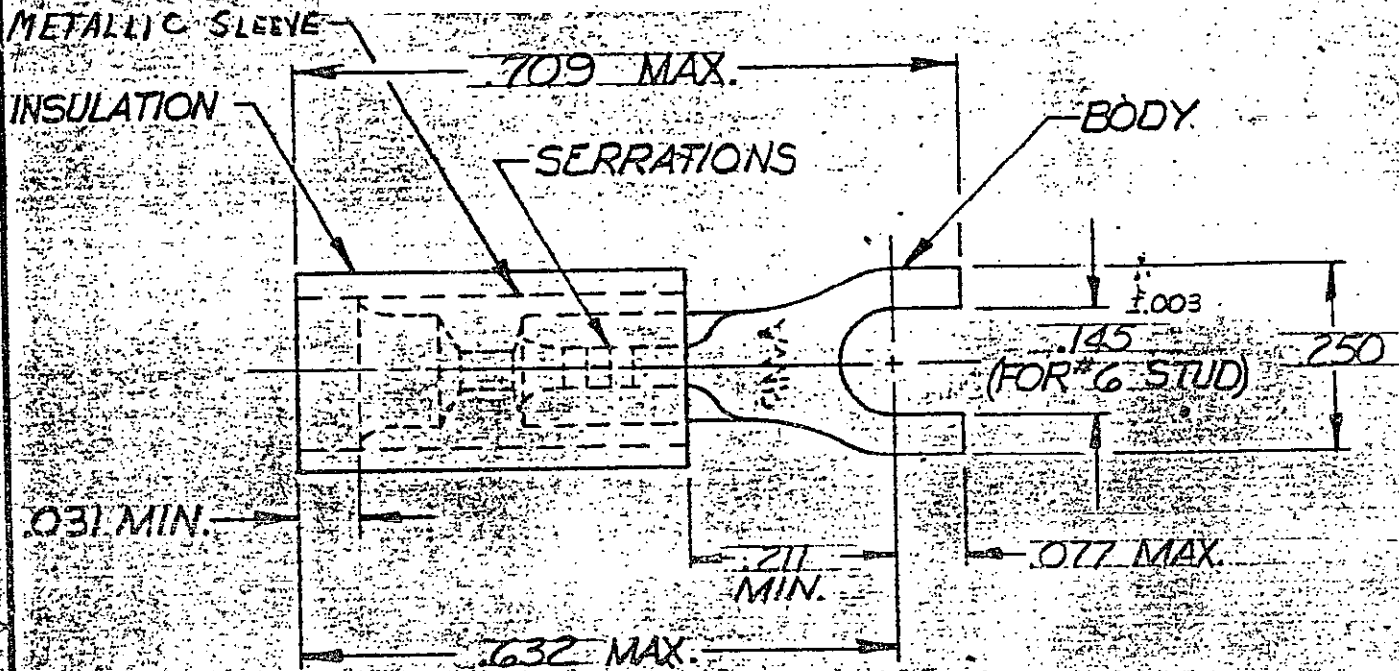 METALLIC SLEEVE
.709 MAX.
INSULATION
BODY
SERRATIONS
±.003
.145
(FOR #6 STUD)
.250
.031 MIN.
.211
MIN.
.077 MAX.
.632 MAX.